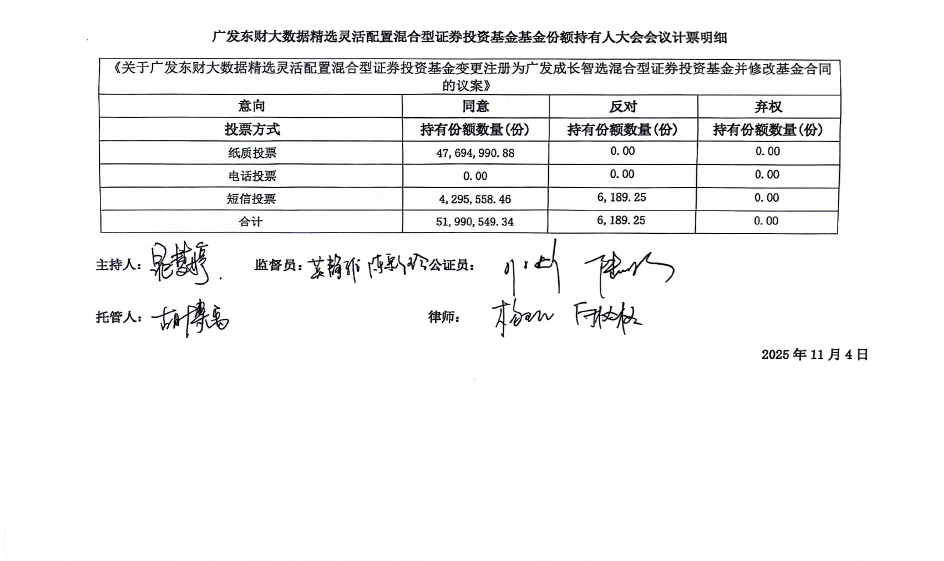 广发东财大数据精选灵活配置混合型证券投资基金基金份额持有人大会会议计票明细
《关于广发东财大数据精选灵活配置混合型证券投资基金变更注册为广发成长智选混合型证券投资基金并修改基金合同
的议案》
意向 同意 反对 弃权
投票方式 持有份额数量(份) 持有份额数量(份) 持有份额数量(份)
纸质投票 47,694,990.88 0.00 0.00
电话投票 0.00 0.00 0.00
短信投票 4,295,558.46 6,189.25 0.00
合计 51,990,549.34 6,189.25 0.00
主持人: 监督员: 公证员:
托管人: 律师:
2025 年 11 月 4 日